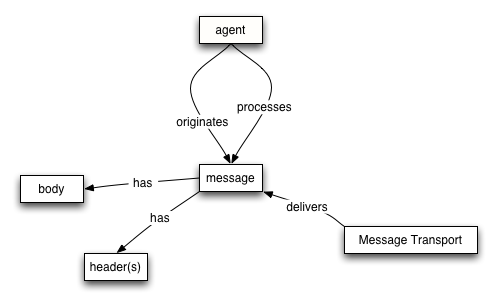 agent
processes
originates
message
has
body
has
delivers
Message Transport
header(s)